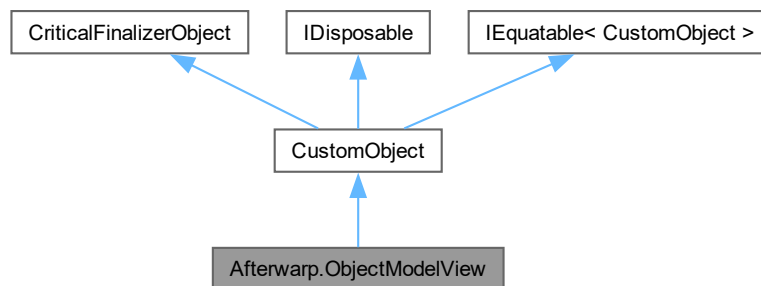 CriticalFinalizerObject
IDisposable
IEquatable< CustomObject >
CustomObject
Afterwarp.ObjectModelView